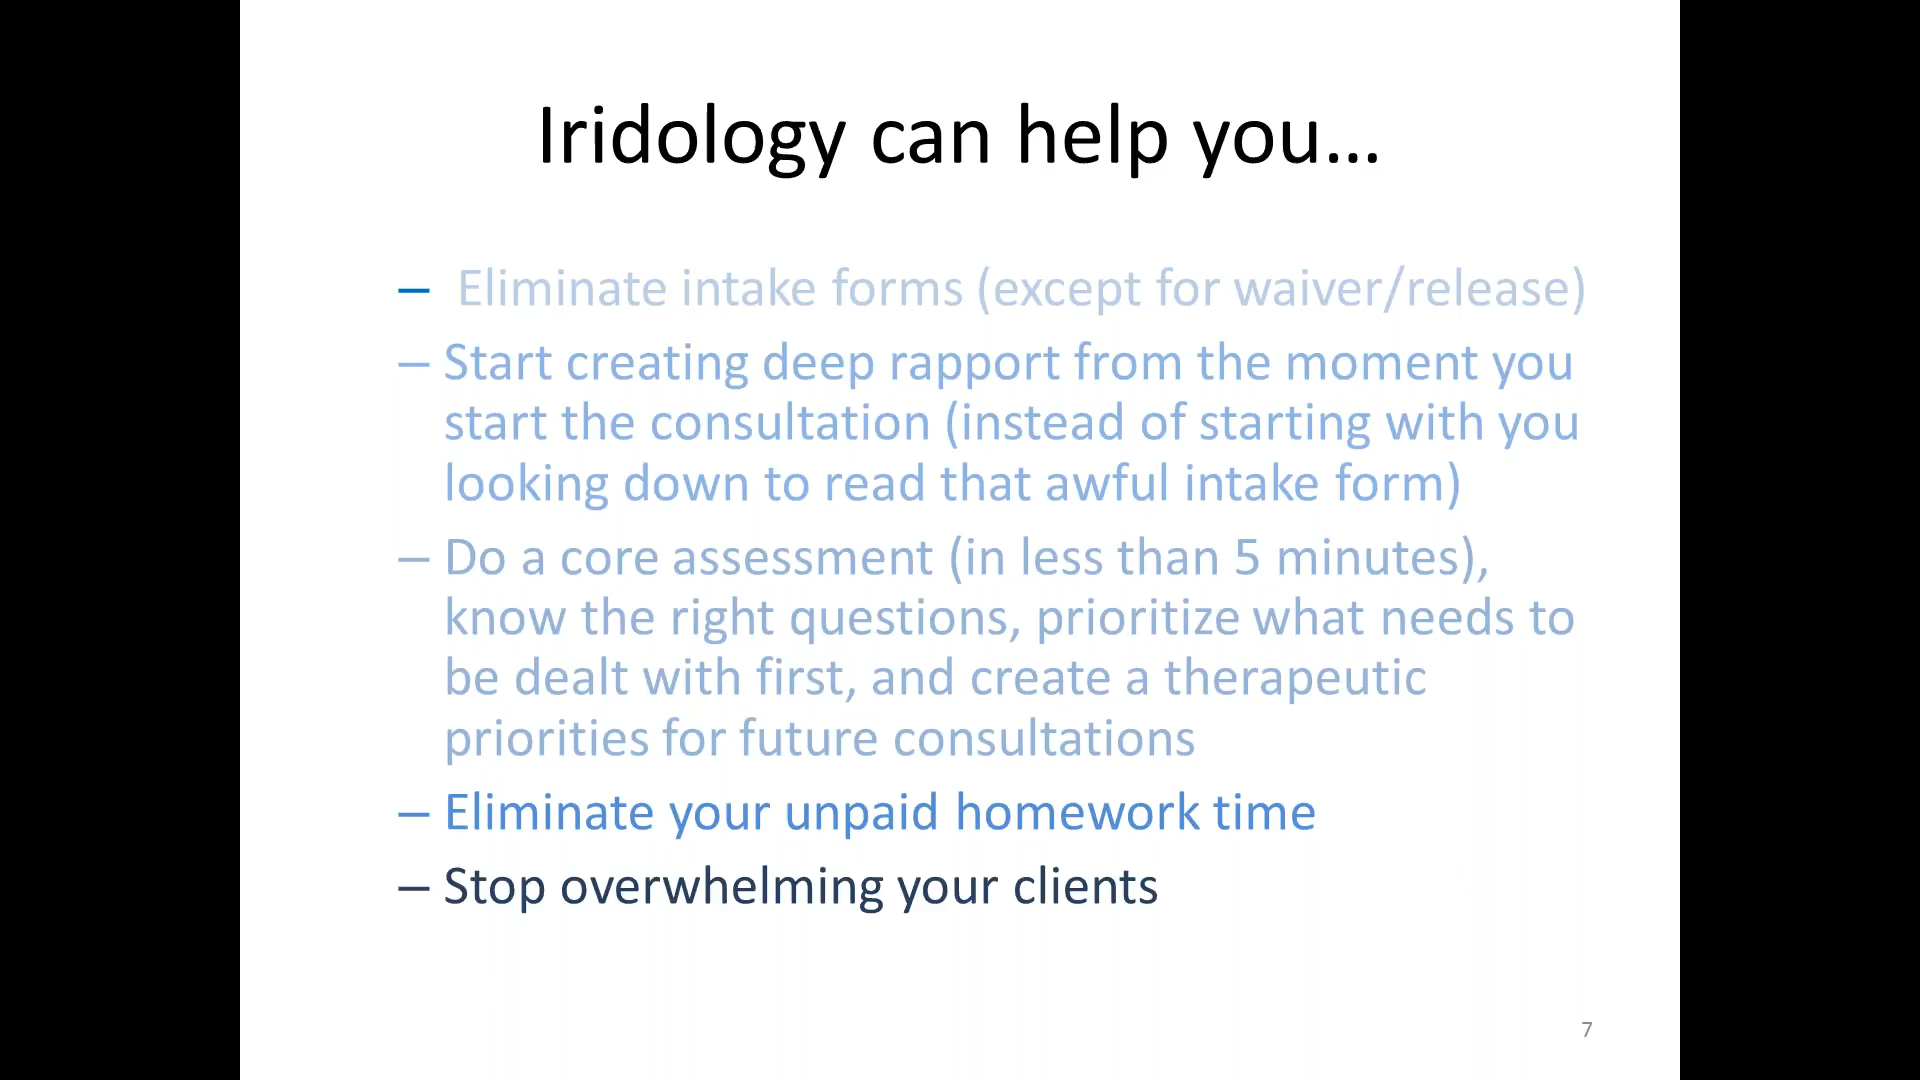 Iridology can help you...
– Eliminate intake forms (except for waiver/release)
– Start creating deep rapport from the moment you
start the consultation (instead of starting with you
looking down to read that awful intake form)
– Do a core assessment (in less than 5 minutes),
know the right questions, prioritize what needs to
be dealt with first, and create a therapeutic
priorities for future consultations
– Eliminate your unpaid homework time
– Stop overwhelming your clients
7